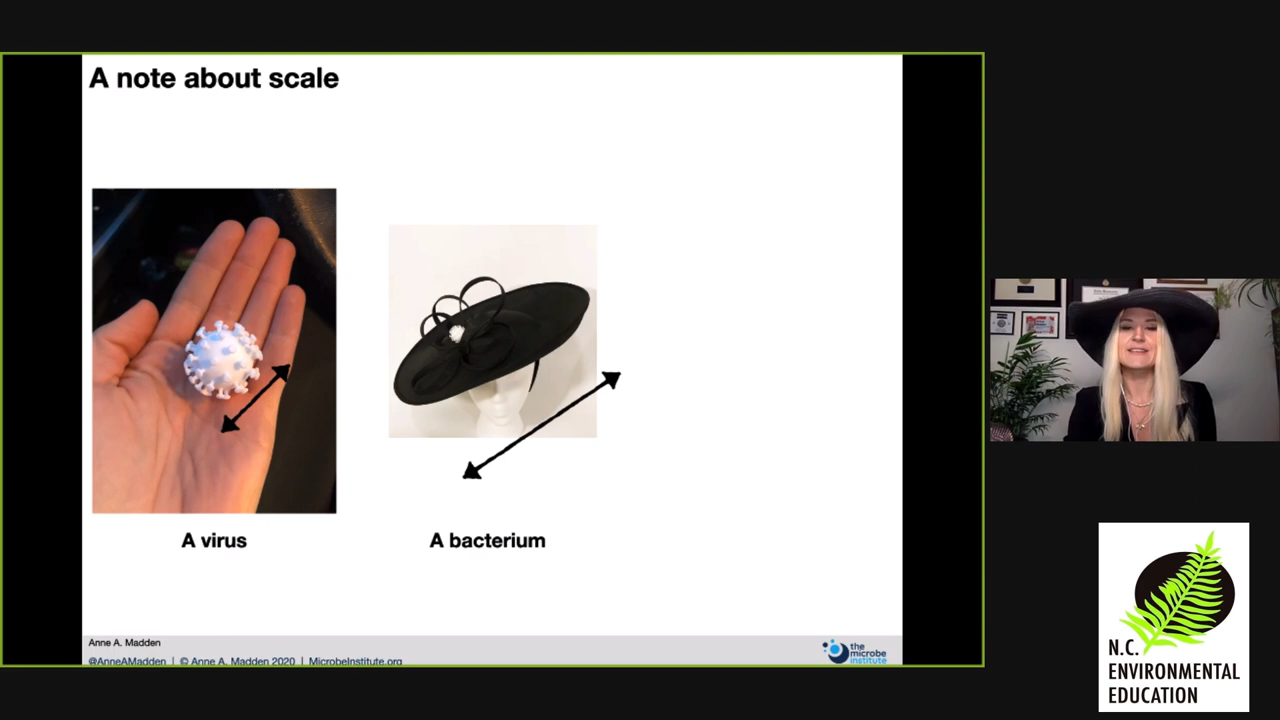 A note about scale
A virus
A bacterium
Anne A. Madden
@AnneAMadden | © Anne A. Madden 2020 | MicrobeInstitute.org
the
microbe
institute
N.C.
ENVIRONMENTAL
EDUCATION